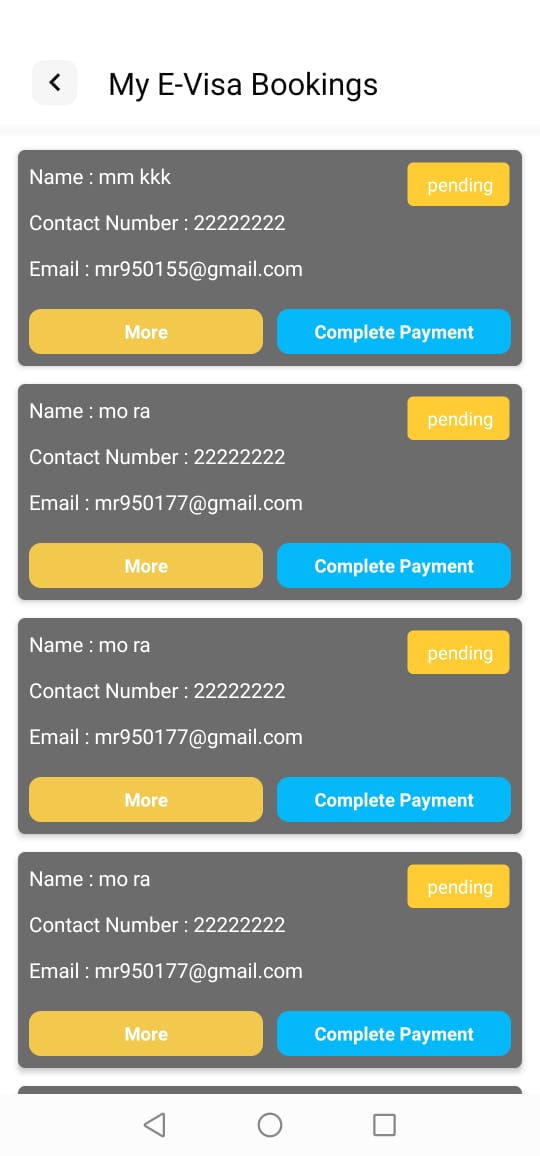 My E-Visa Bookings
Name : mm kkk
pending
Contact Number : 22222222
Email : mr950155@gmail.com
More
Complete Payment
Name : mo ra
pending
Contact Number : 22222222
Email : mr950177@gmail.com
More
Complete Payment
Name : mo ra
pending
Contact Number : 22222222
Email : mr950177@gmail.com
More
Complete Payment
Name : mo ra
pending
Contact Number : 22222222
Email : mr950177@gmail.com
More
Complete Payment